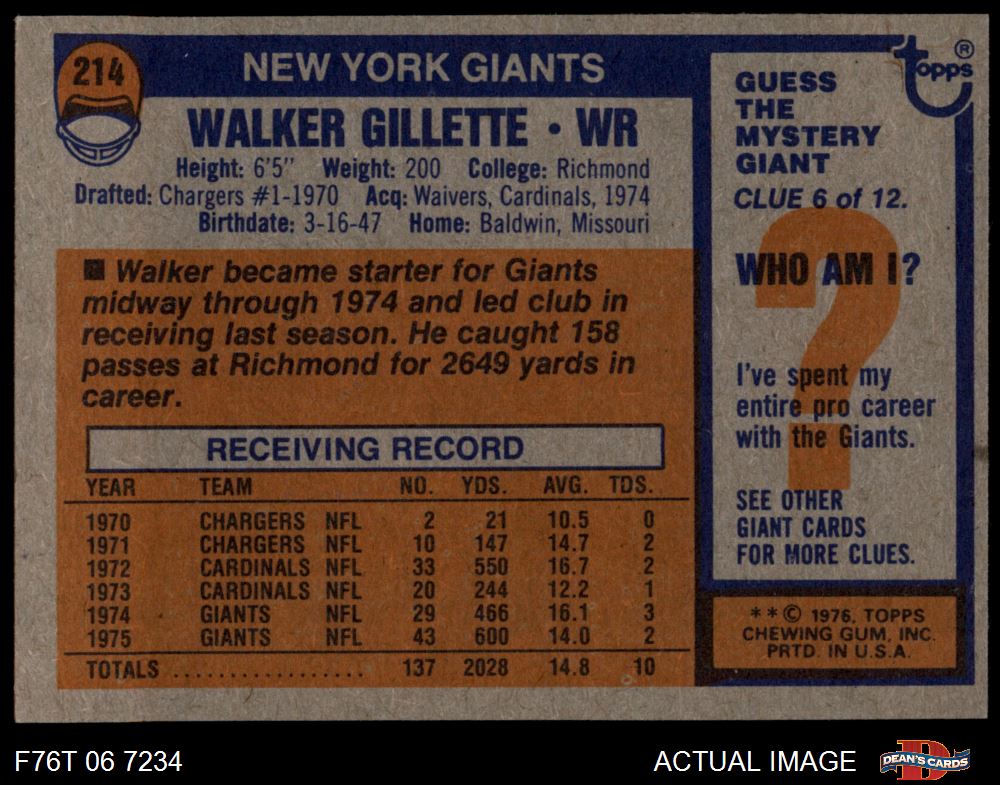 214
NEW YORK GIANTS
WALKER GILLETTE • WR
Height: 6'5" Weight: 200 College: Richmond
Drafted: Chargers #1-1970 Acq: Waivers, Cardinals, 1974
Birthdate: 3-16-47 Home: Baldwin, Missouri
■ Walker became starter for Giants
midway through 1974 and led club in
receiving last season. He caught 158
passes at Richmond for 2649 yards in
career.
RECEIVING RECORD
YEAR TEAM NO. YDS. AVG. TDS.
1970 CHARGERS NFL 2 21 10.5 0
1971 CHARGERS NFL 10 147 14.7 2
1972 CARDINALS NFL 33 550 16.7 2
1973 CARDINALS NFL 20 244 12.2 1
1974 GIANTS NFL 29 466 16.1 3
1975 GIANTS NFL 43 600 14.0 2
TOTALS ................. 137 2028 14.8 10
topps ®
GUESS
THE
MYSTERY
GIANT
CLUE 6 of 12.
?
WHO AM I?
I've spent my
entire pro career
with the Giants.
SEE OTHER
GIANT CARDS
FOR MORE CLUES.
* * © 1976, TOPPS
CHEWING GUM, INC.
PRTD. IN U.S.A.
F76T 06 7234
ACTUAL IMAGE
D
DEAN'S CARDS